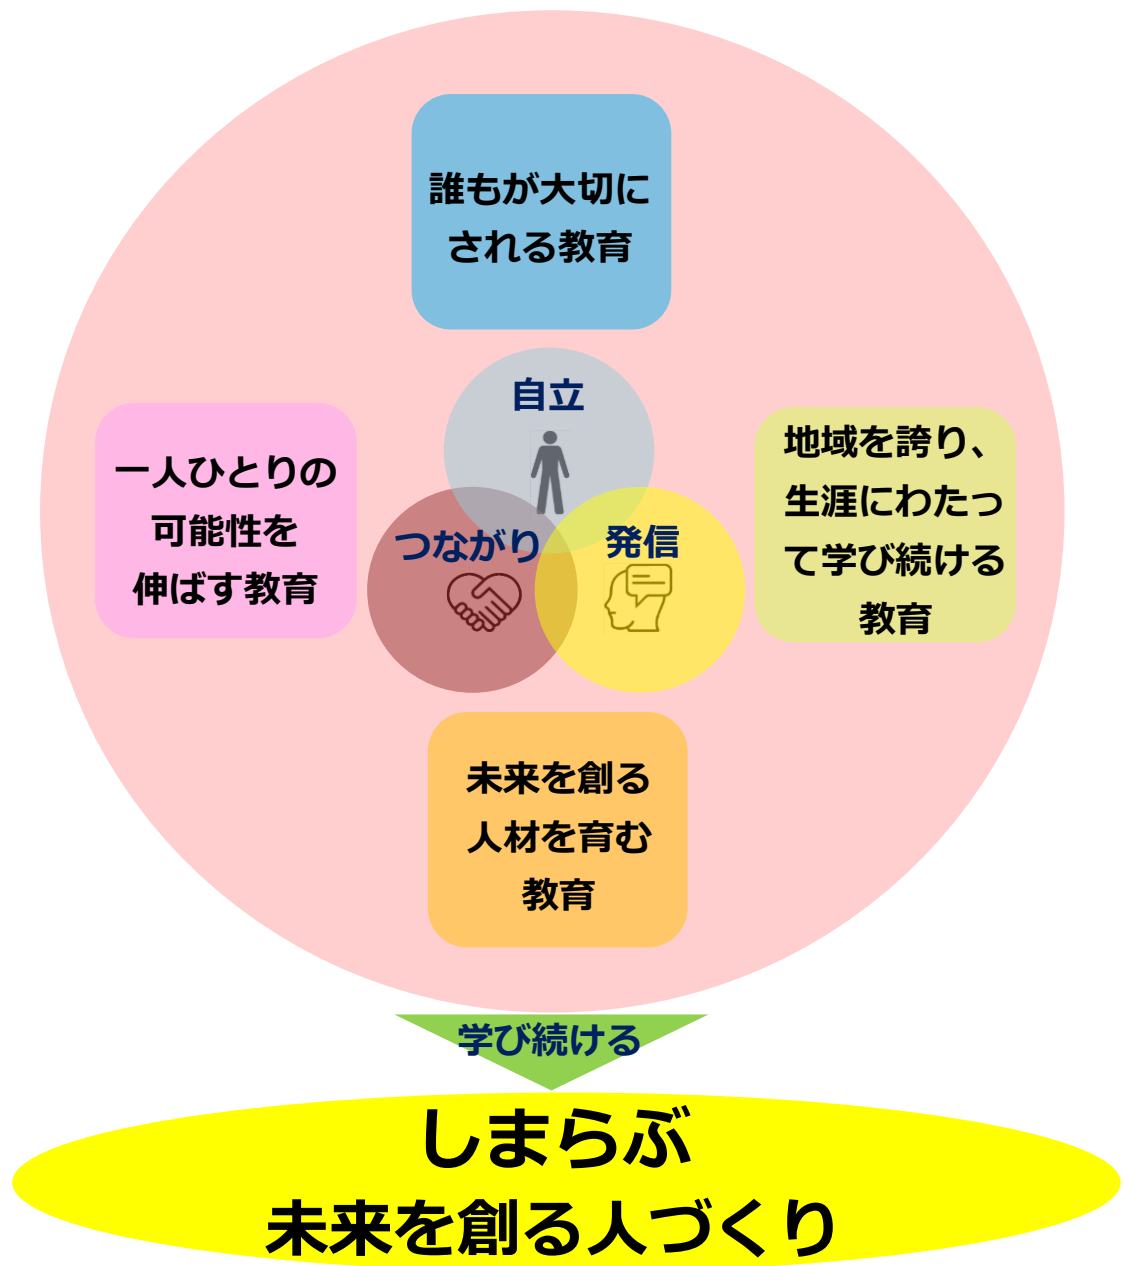 誰もが大切に
される教育
自立
一人ひとりの
可能性を
伸ばす教育
つながり
発信
地域を誇り、
生涯にわたっ
て学び続ける
教育
未来を創る
人材を育む
教育
学び続ける
しまらぶ
未来を創る人づくり